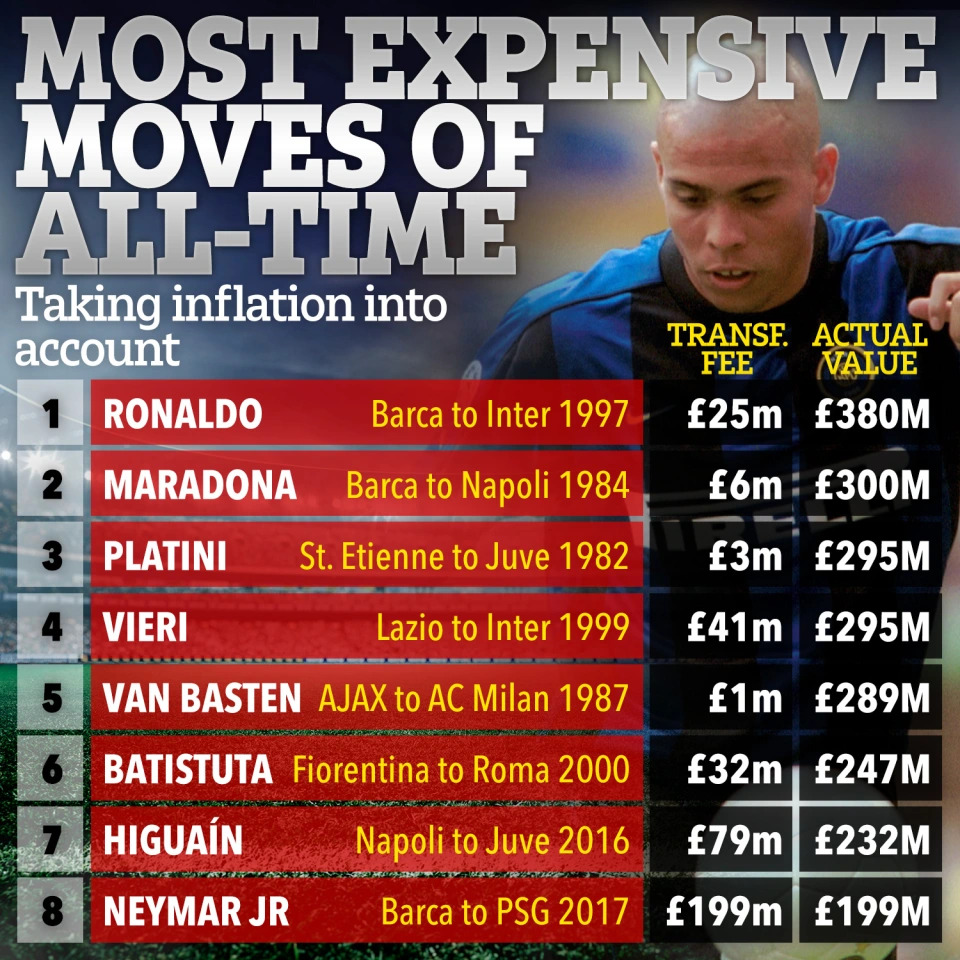 MOST EXPENSIVE
MOVES OF
ALL-TIME
Taking inflation into
account
TRANSF. FEE ACTUAL VALUE
1 RONALDO Barca to Inter 1997 £25m £380M
2 MARADONA Barca to Napoli 1984 £6m £300M
3 PLATINI St. Etienne to Juve 1982 £3m £295M
4 VIERI Lazio to Inter 1999 £41m £295M
5 VAN BASTEN AJAX to AC Milan 1987 £1m £289M
6 BATISTUTA Fiorentina to Roma 2000 £32m £247M
7 HIGUAÍN Napoli to Juve 2016 £79m £232M
8 NEYMAR JR Barca to PSG 2017 £199m £199M